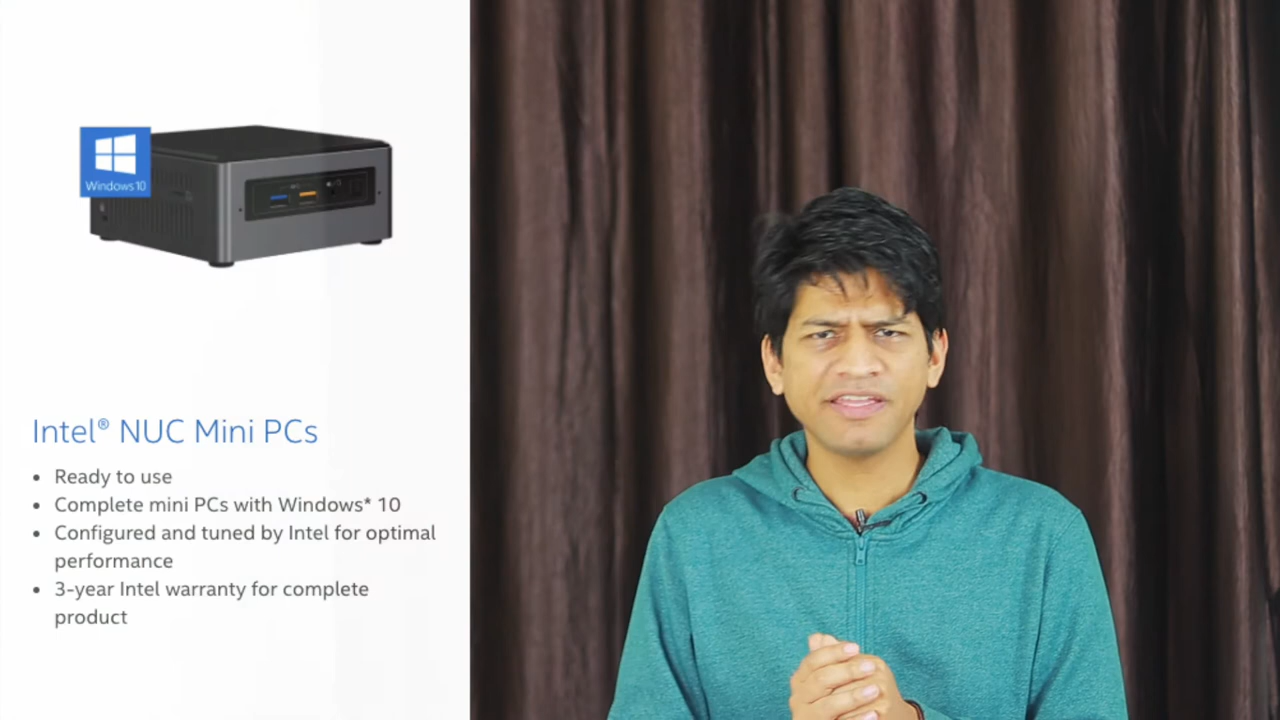 Windows 10
Intel® NUC Mini PCs
• Ready to use
• Complete mini PCs with Windows* 10
• Configured and tuned by Intel for optimal
performance
• 3-year Intel warranty for complete
product